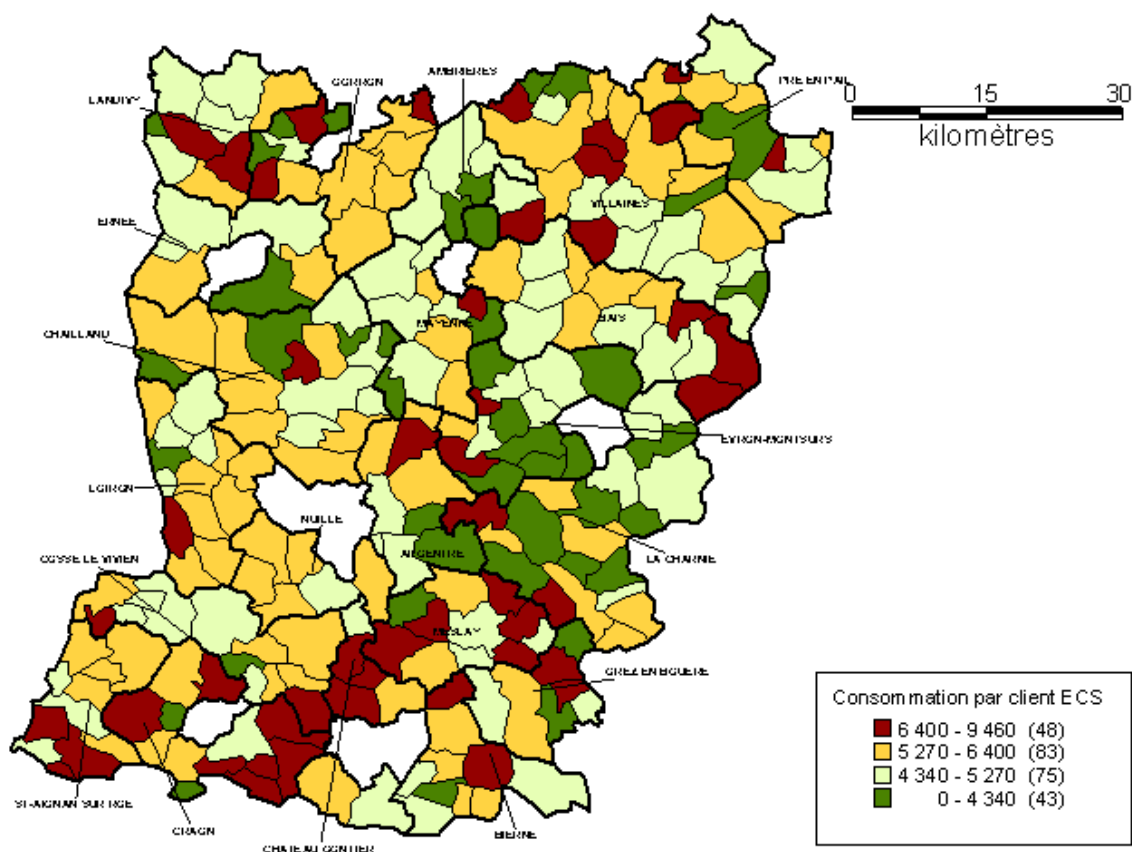 GORRON
AMBRIERES
PRE EN PAIL
LANDIVY
0 15 30
kilomètres
ERNEE
VILLAINES
CHAILLAND
MAYENNE
BAIS
EVRON-MONTSURS
LOIRON
NUILLE
ARGENTRE
LA CHARNIE
COSSE LE VIVIEN
MESLAY
GREZ EN BOUERE
Consommation par client ECS
6 400 - 9 460 (48)
5 270 - 6 400 (83)
4 340 - 5 270 (75)
0 - 4 340 (43)
ST-AIGNAN SUR ROE
CRAON
BIERNE
CHATEAU GONTIER